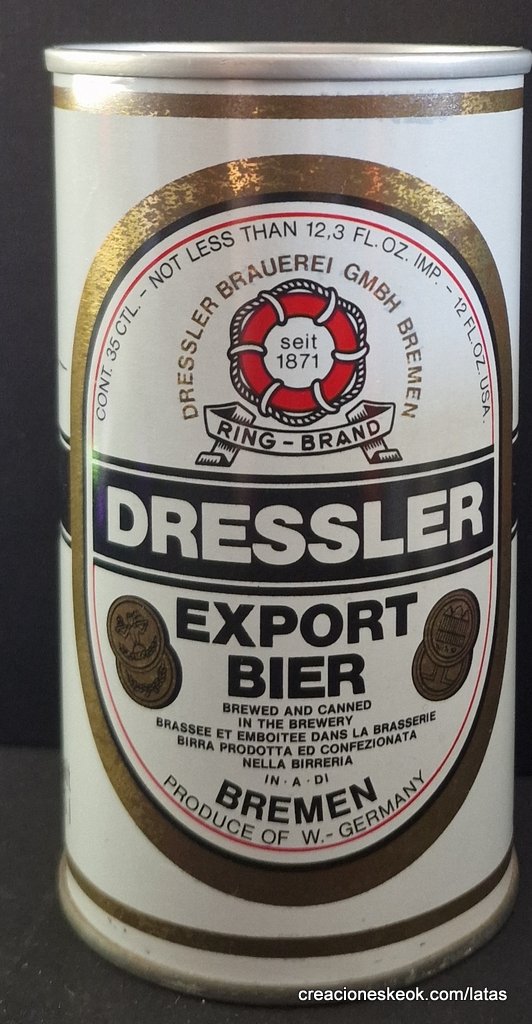 CONT. 35 CTL. - NOT LESS THAN 12,3 FL. OZ. IMP. - 12 FL. OZ. USA.
DRESSLER BRAUEREI GMBH BREMEN
seit
1871
RING-BRAND
DRESSLER
EXPORT
BIER
BREWED AND CANNED
IN THE BREWERY
BRASSEE ET EMBOITEE DANS LA BRASSERIE
BIRRA PRODOTTA ED CONFEZIONATA
NELLA BIRRERIA
IN · A · DI
BREMEN
PRODUCE OF W.- GERMANY
creacioneskeok.com/latas